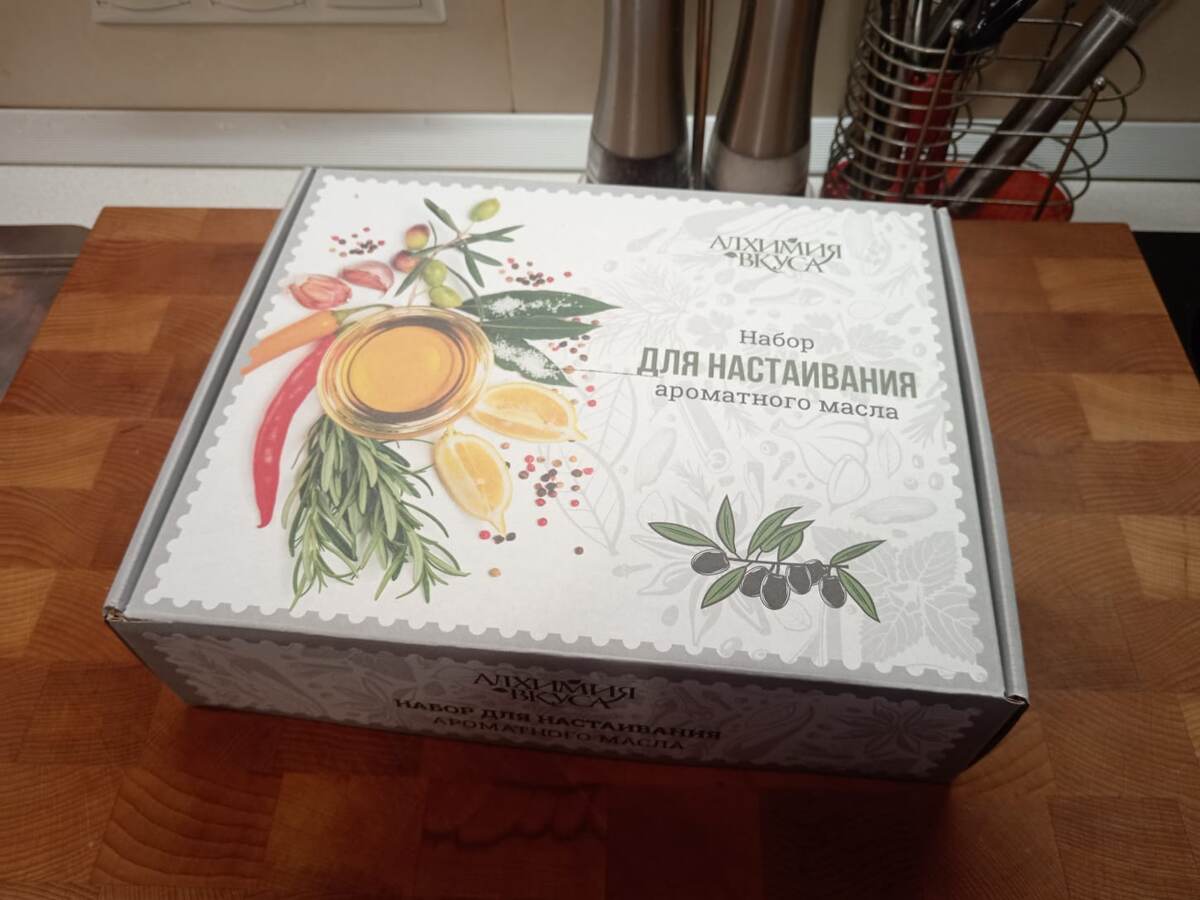 АЛХИМИЯ
ВКУСА
Набор
ДЛЯ НАСТАИВАНИЯ
ароматного масла
АЛХИМИЯ
ВКУСА
НАБОР ДЛЯ НАСТАИВАНИЯ
АРОМАТНОГО МАСЛА